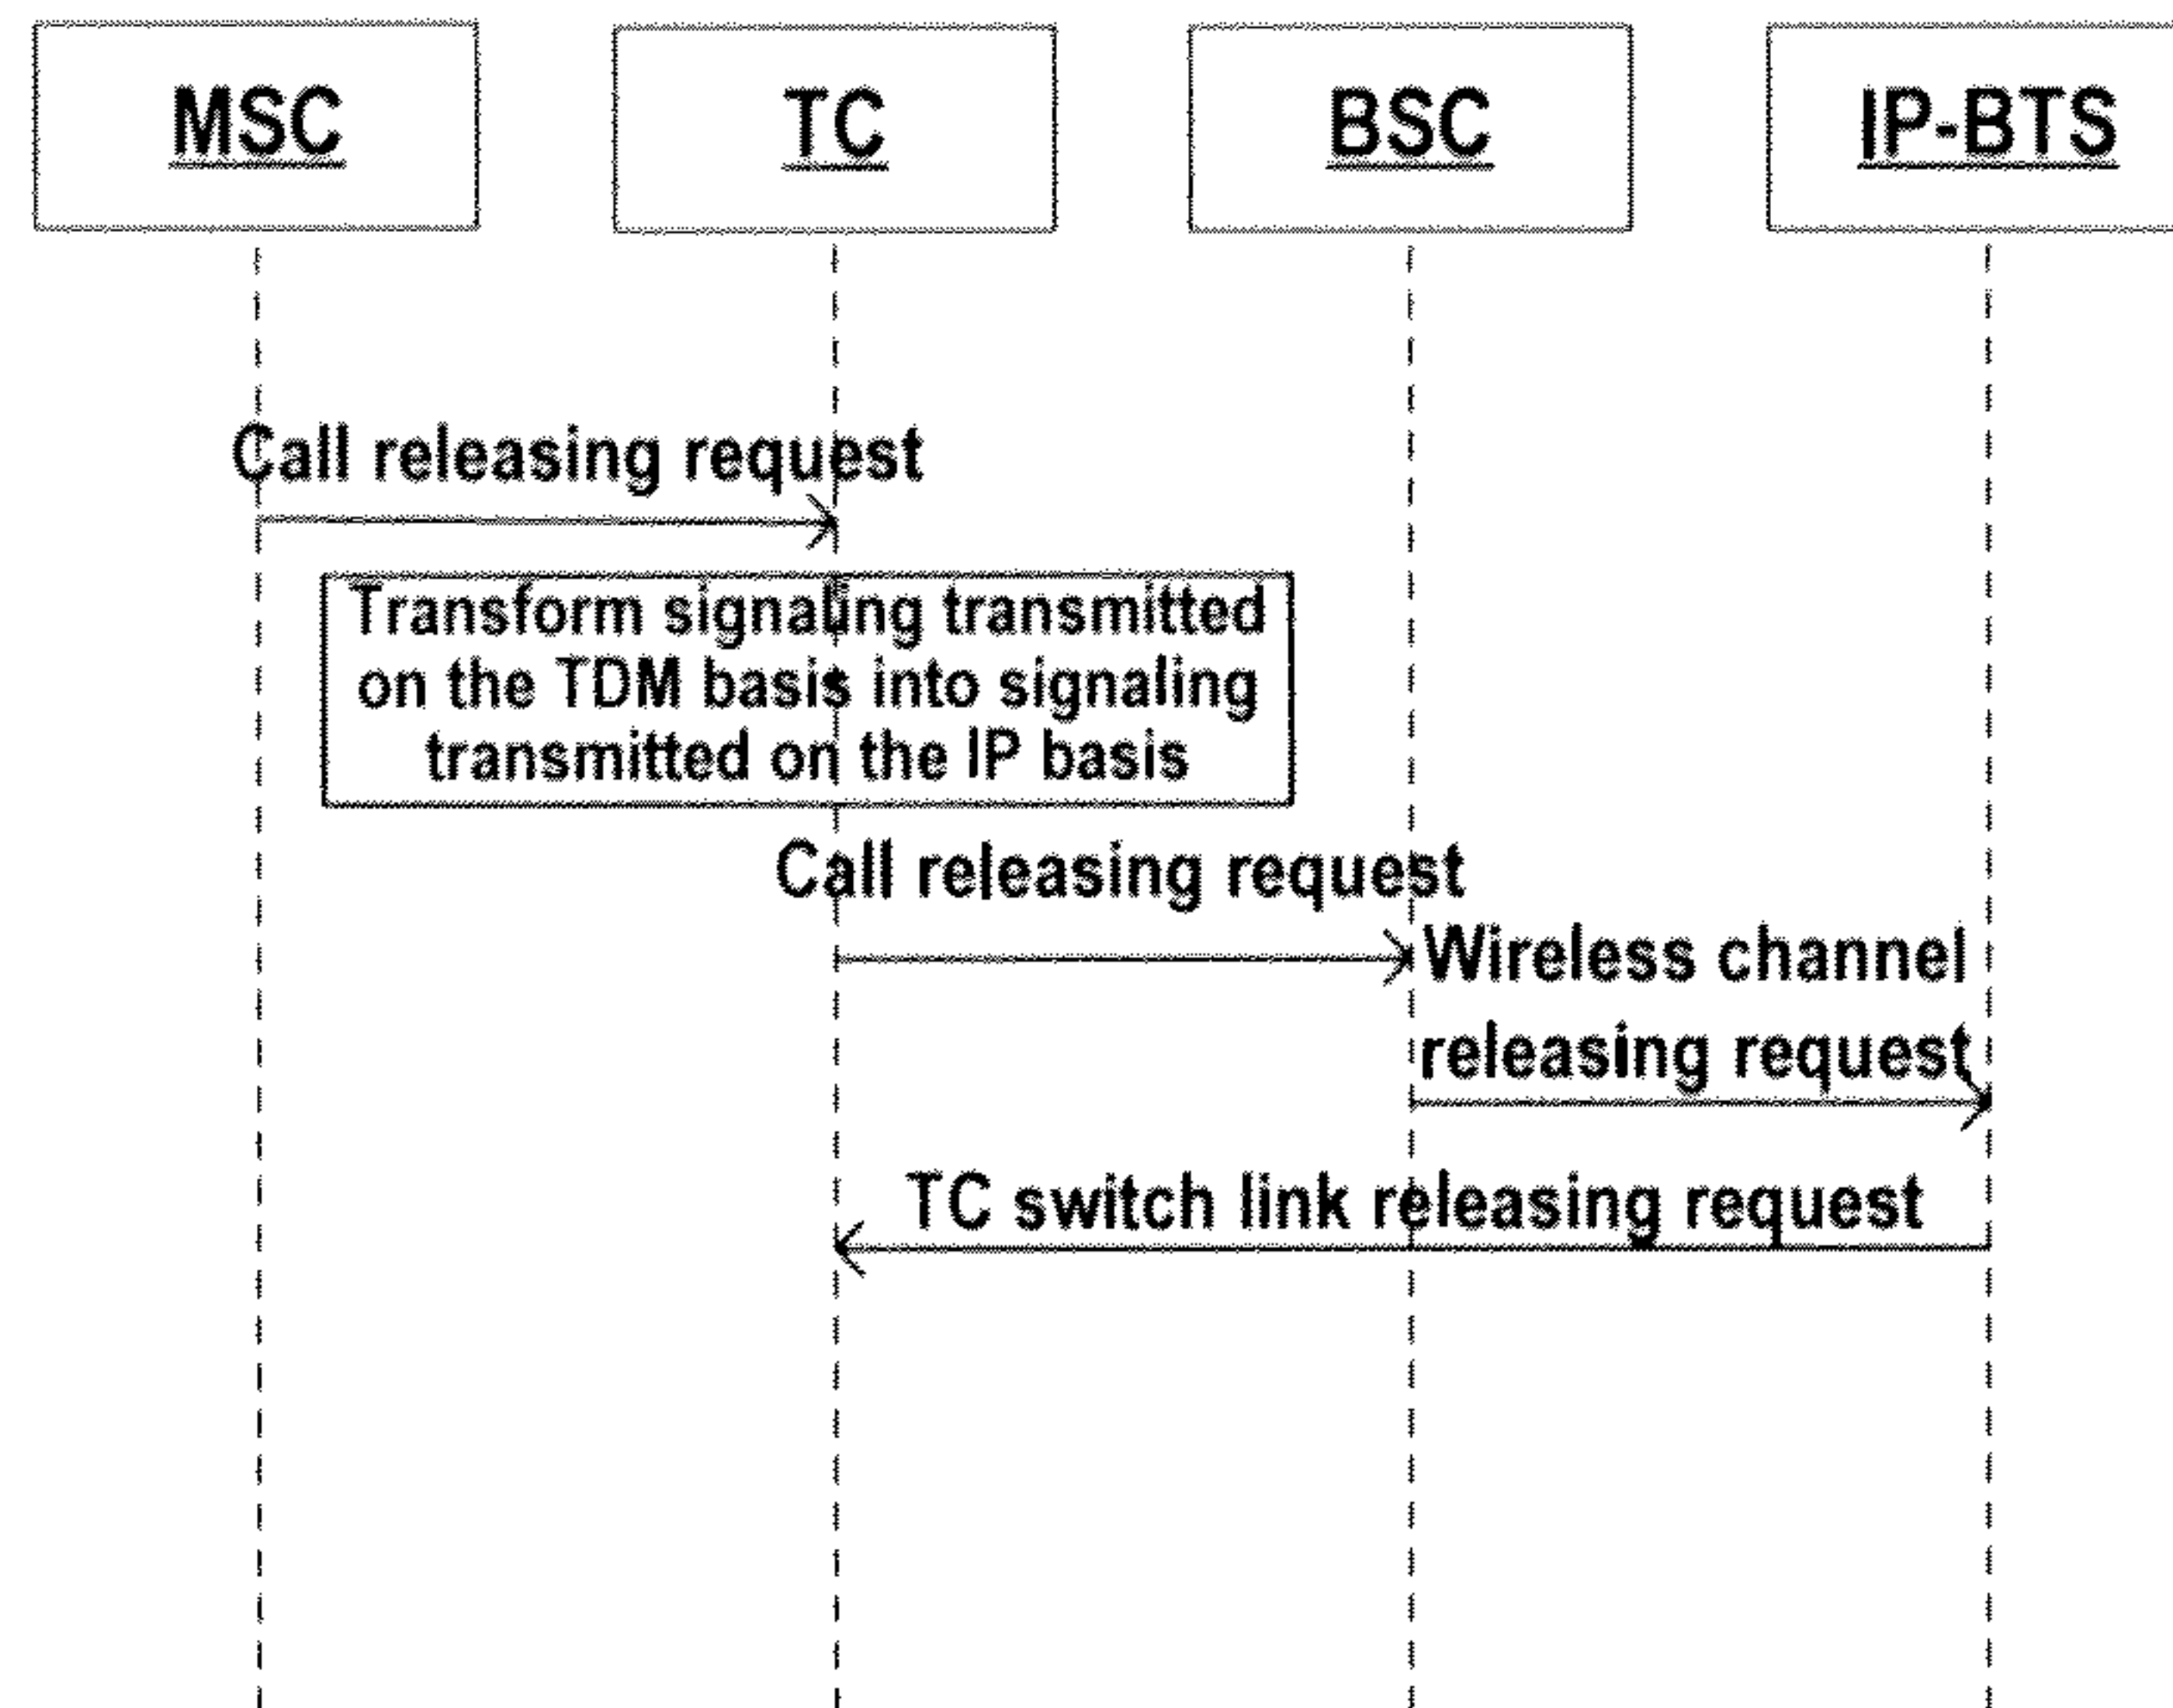 MSC
TC
BSC
IP-BTS
Call releasing request
Transform signaling transmitted
on the TDM basis into signaling
transmitted on the IP basis
Call releasing request
Wireless channel
releasing request
TC switch link releasing request